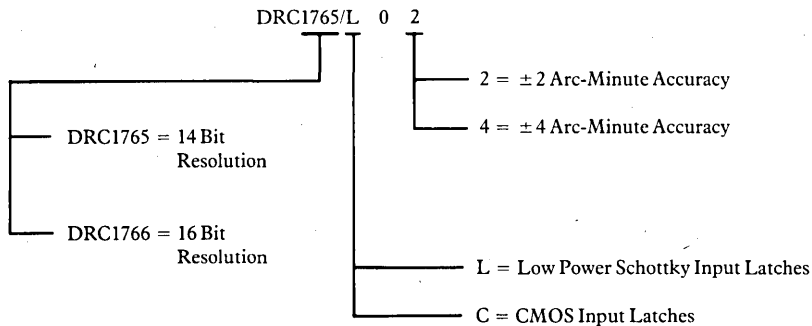 DRC1765/L 0 2
2 = ±2 Arc-Minute Accuracy
4 = ±4 Arc-Minute Accuracy
DRC1765 = 14 Bit
Resolution
DRC1766 = 16 Bit
Resolution
L = Low Power Schottky Input Latches
C = CMOS Input Latches